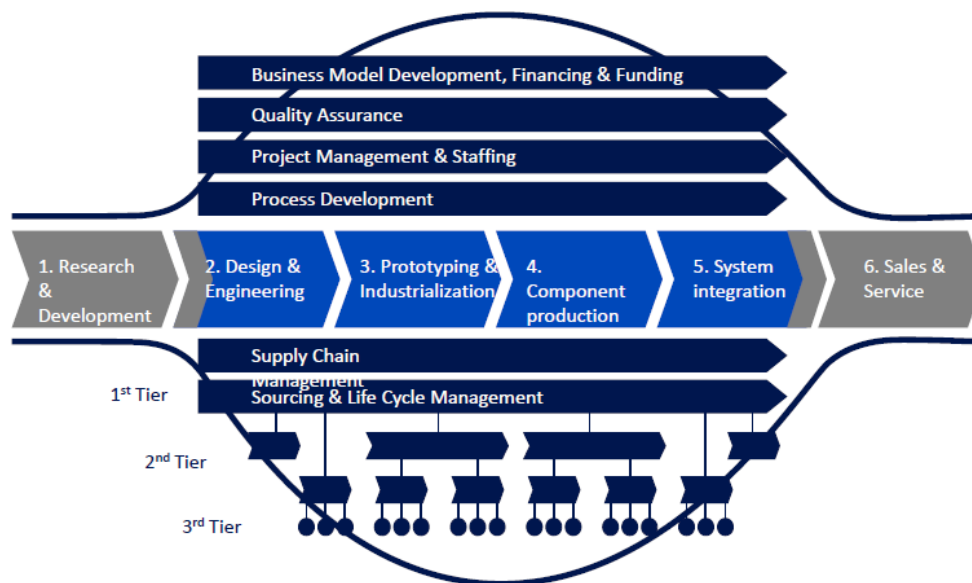 Business Model Development, Financing & Funding
Quality Assurance
Project Management & Staffing
Process Development
1. Research
&
Development
2. Design &
Engineering
3. Prototyping &
Industrialization
4.
Component
production
5. System
integration
6. Sales &
Service
Supply Chain
Management
1st Tier
Sourcing & Life Cycle Management
2nd Tier
3rd Tier